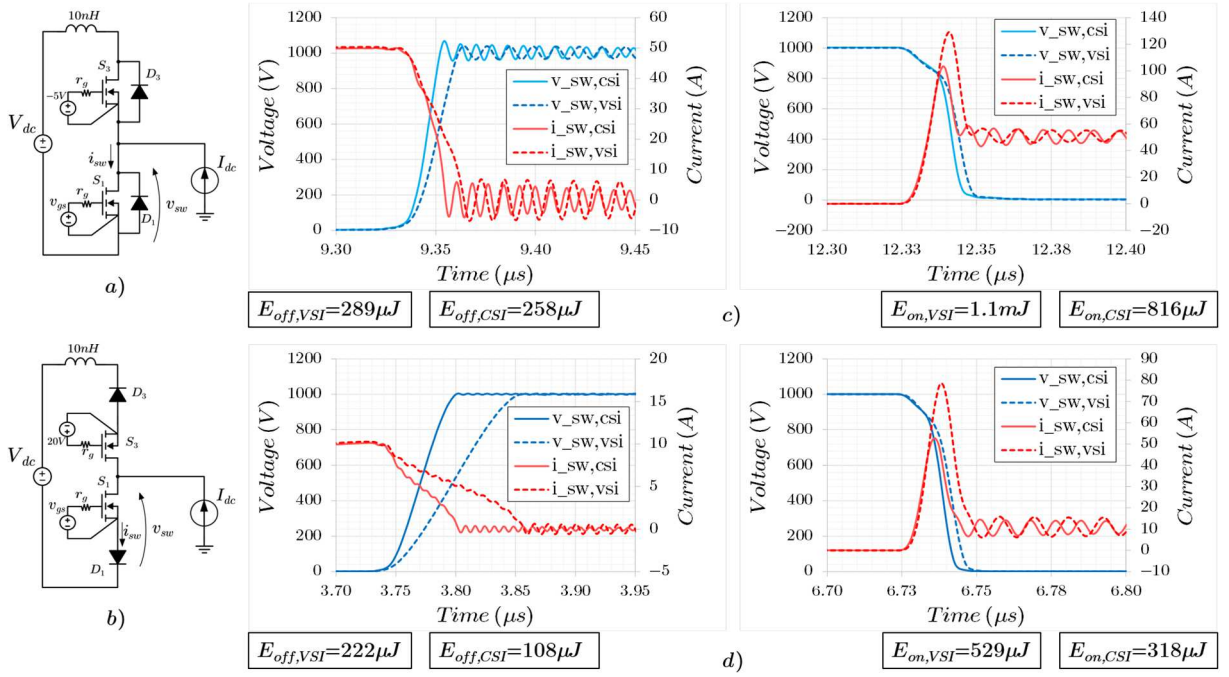 10nH
S3
D3
rg
−5V
Vdc
isw
Idc
S1
rg
vgs
D1
vsw
a)
Voltage (V)
1200
1000
800
600
400
200
0
v_sw,csi
v_sw,vsi
i_sw,csi
i_sw,vsi
60
50
40
30
20
10
0
−10
Current (A)
9.30
9.35
9.40
9.45
Time (μs)
Eoff,VSI=289μJ
Eoff,CSI=258μJ
Voltage (V)
1200
1000
800
600
400
200
0
−200
v_sw,csi
v_sw,vsi
i_sw,csi
i_sw,vsi
140
120
100
80
60
40
20
0
−20
Current (A)
12.30
12.33
12.35
12.38
12.40
Time (μs)
c)
Eon,VSI=1.1mJ
Eon,CSI=816μJ
10nH
D3
20V
rg
S3
Vdc
S1
rg
vgs
isw
vsw
Idc
D1
b)
Voltage (V)
1200
1000
800
600
400
200
0
v_sw,csi
v_sw,vsi
i_sw,csi
i_sw,vsi
20
15
10
5
0
−5
Current (A)
3.70
3.75
3.80
3.85
3.90
3.95
Time (μs)
Eoff,VSI=222μJ
Eoff,CSI=108μJ
Voltage (V)
1200
1000
800
600
400
200
0
v_sw,csi
v_sw,vsi
i_sw,csi
i_sw,vsi
90
80
70
60
50
40
30
20
10
0
−10
Current (A)
6.70
6.73
6.75
6.78
6.80
Time (μs)
d)
Eon,VSI=529μJ
Eon,CSI=318μJ